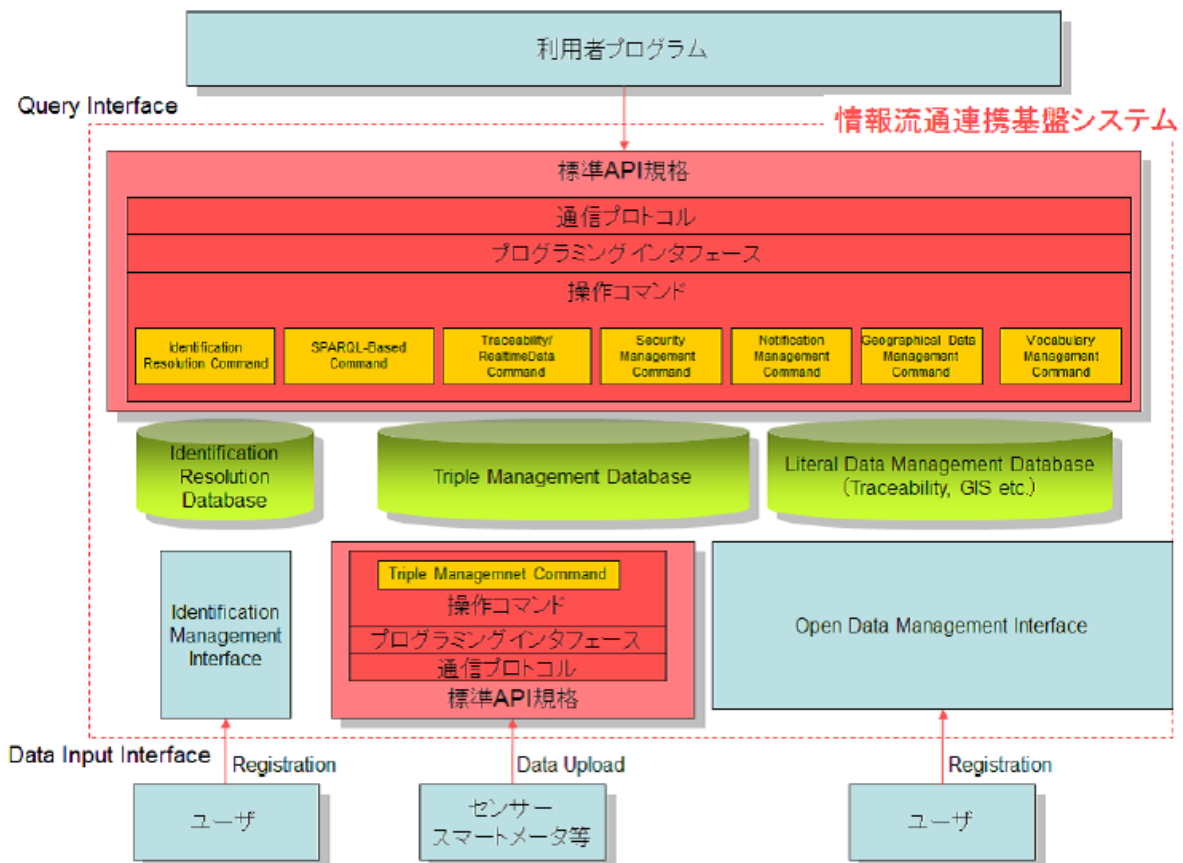 利用者プログラム
Query Interface
情報流通連携基盤システム
標準API規格
通信プロトコル
プログラミングインタフェース
操作コマンド
Identification
Resolution Command
SPARQL-Based
Command
Traceability/
RealtimeData
Command
Security
Management
Command
Notification
Management
Command
Geographical Data
Management
Command
Vocabulary
Management
Command
Identification
Resolution
Database
Triple Management Database
Literal Data Management Database
（Traceability, GIS etc.）
Identification
Management
Interface
Triple Managemnet Command
操作コマンド
プログラミングインタフェース
通信プロトコル
標準API規格
Open Data Management Interface
Data Input Interface
Registration
Data Upload
Registration
ユーザ
センサー
スマートメータ等
ユーザ